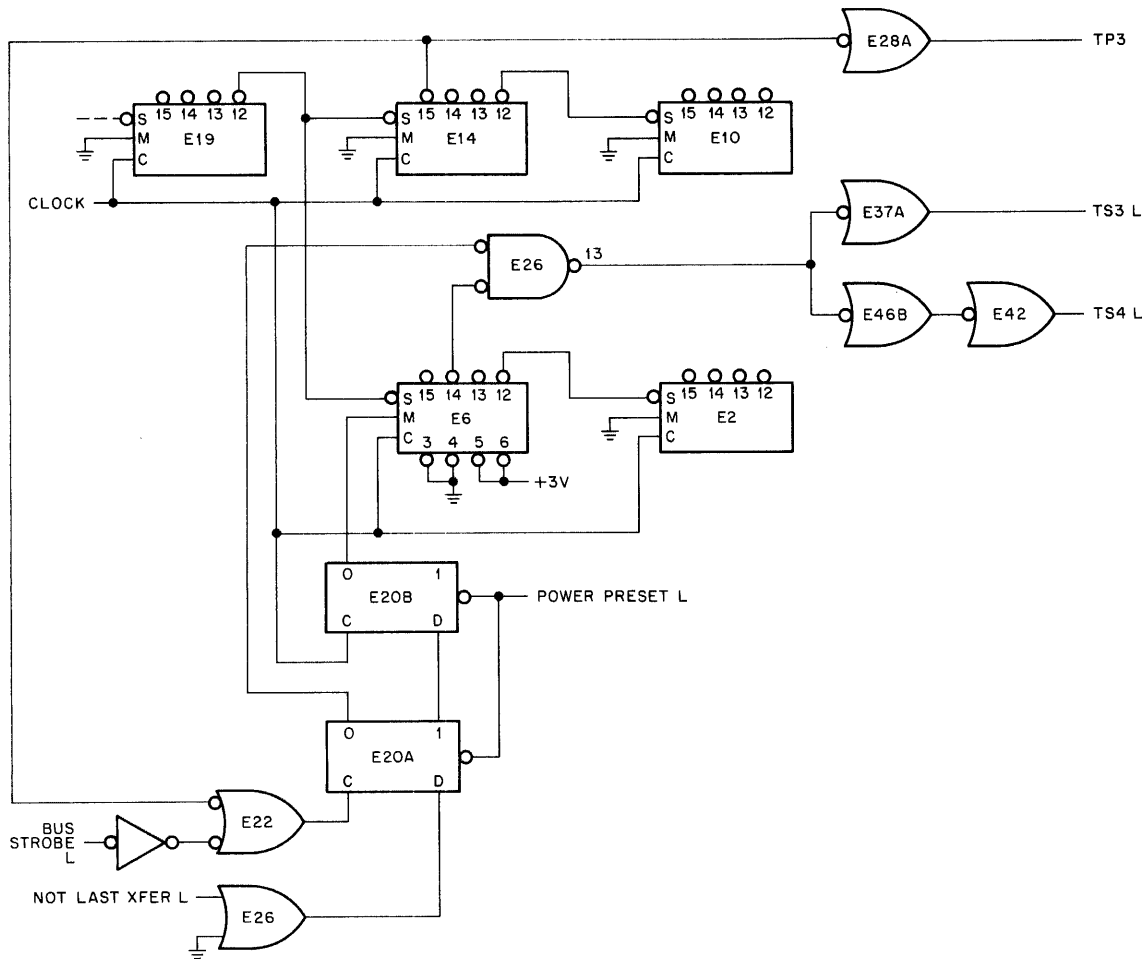 E28A
TP3
15 14 13 12
S
M
C
E19
15 14 13 12
S
M
C
E14
15 14 13 12
S
M
C
E10
CLOCK
E37A
TS3 L
E26
13
E46B
E42
TS4 L
15 14 13 12
S
M
C
E6
3 4 5 6
15 14 13 12
S
M
C
E2
+3V
0 1
E20B
C D
POWER PRESET L
0 1
E20A
C D
E22
BUS
STROBE
L
NOT LAST XFER L
E26